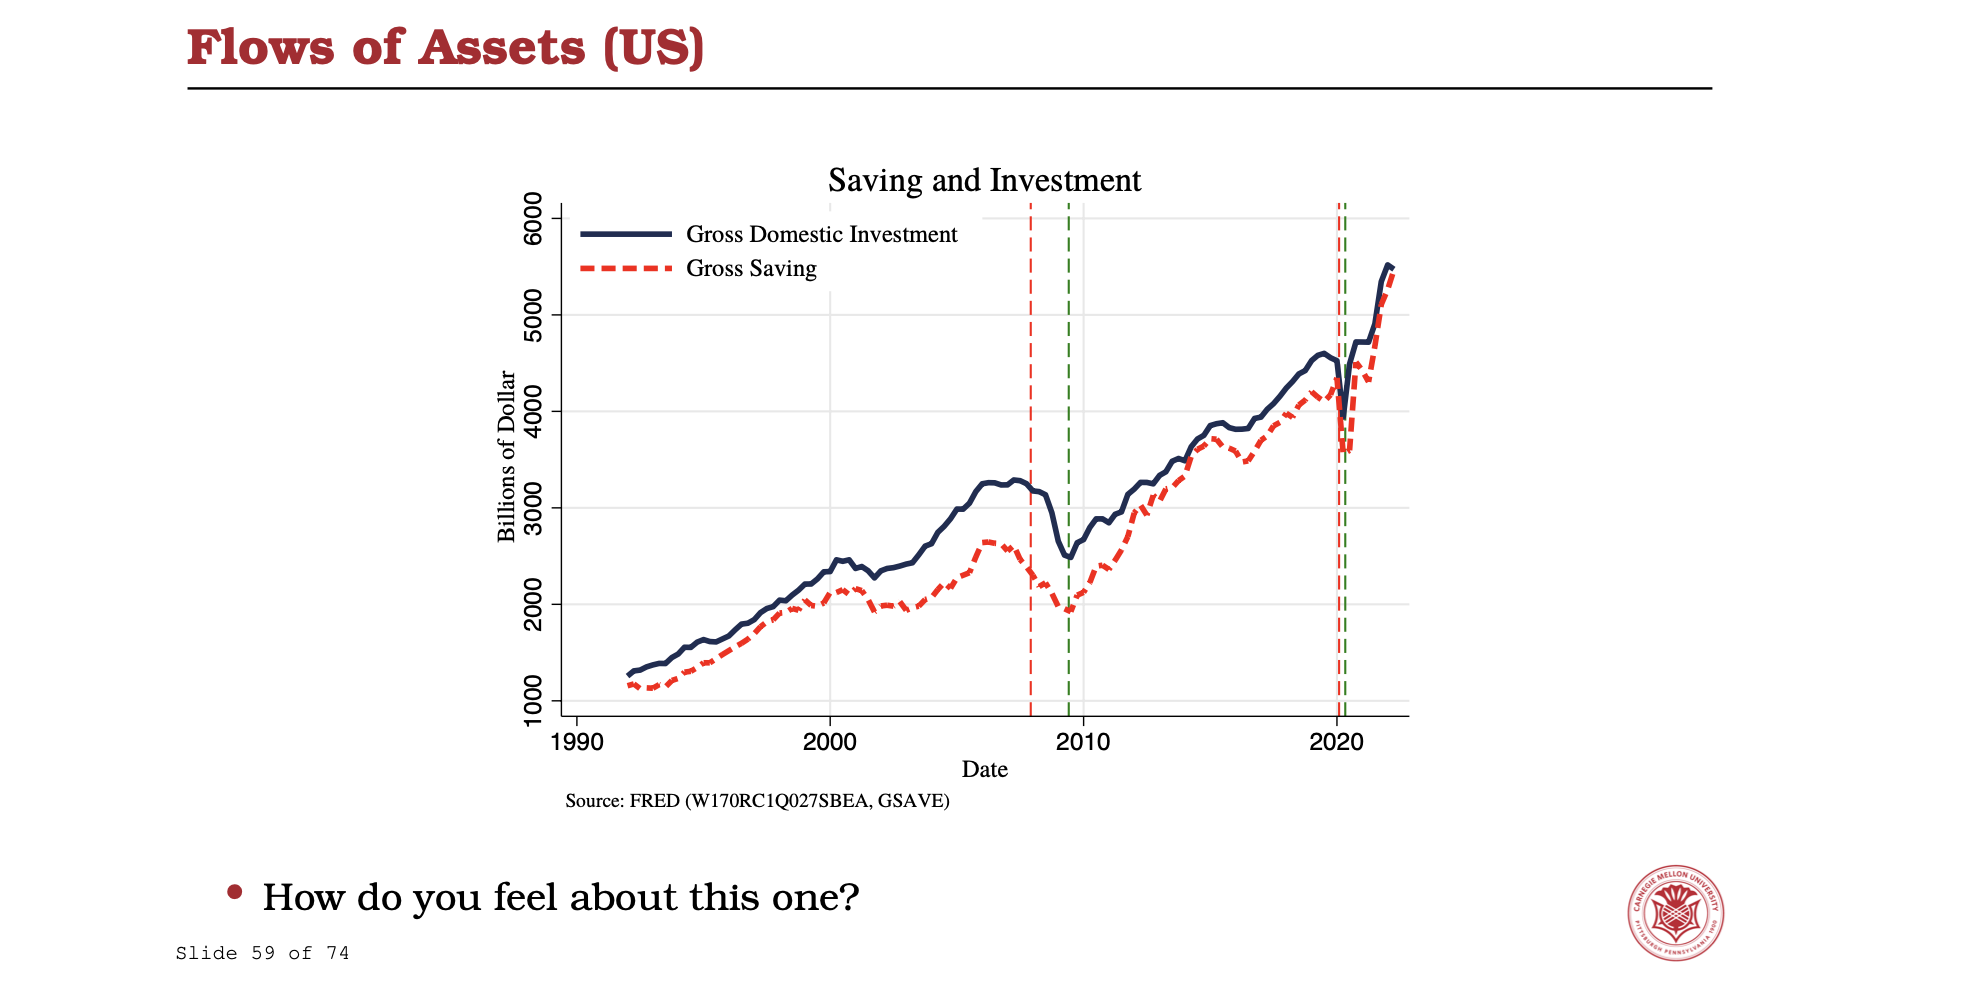 Flows of Assets (US)
Saving and Investment
Gross Domestic Investment
Gross Saving
Billions of Dollar
6000
5000
4000
3000
2000
1000
1990 2000 2010 2020
Date
Source: FRED (W170RC1Q027SBEA, GSAVE)
How do you feel about this one?
CARNEGIE MELLON UNIVERSITY
PITTSBURGH PENNSYLVANIA 1900
Slide 59 of 74